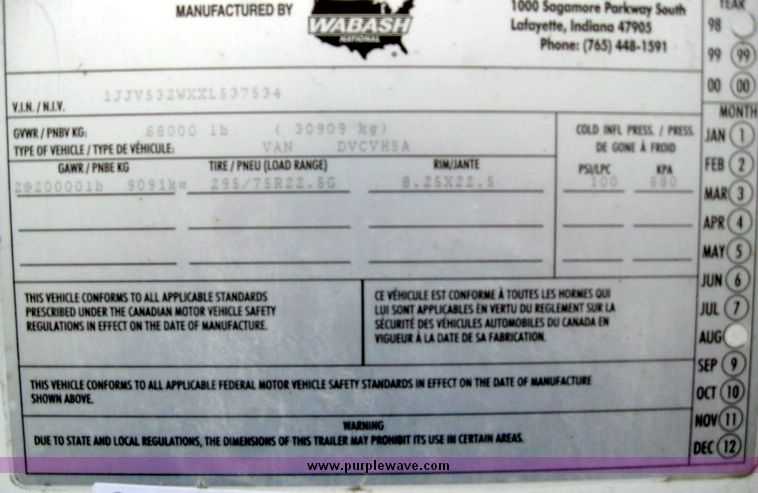 MANUFACTURED BY
WABASH
NATIONAL
1000 Sagamore Parkway South
Lafayette, Indiana 47905
Phone: (765) 448-1591
YEAR
98
99 99
00 00
V.I.N. / N.I.V. 1JJV532WXXL537534
GVWR / PNBV KG: 68000 lb ( 30909 kg)
TYPE OF VEHICLE / TYPE DE VÉHICULE: VAN DVCVHSA
COLD INFL PRESS. / PRESS.
DE GONE À FROID
GAWR / PNBE KG TIRE / PNEU (LOAD RANGE) RIM/JANTE PSI/LPC KPA
2@20000lb 9091kg 295/75R22.5G 8.25X22.5 100 680
THIS VEHICLE CONFORMS TO ALL APPLICABLE STANDARDS
PRESCRIBED UNDER THE CANADIAN MOTOR VEHICLE SAFETY
REGULATIONS IN EFFECT ON THE DATE OF MANUFACTURE.
CE VÉHICULE EST CONFORME À TOUTES LES HORMES QUI
LUI SONT APPLICABLES EN VERTU DU REGLEMENT SUR LA
SÉCURITÉ DES VÉHICULES AUTOMOBILES DU CANADA EN
VIGUEUR À LA DATE DE SA FABRICATION.
THIS VEHICLE CONFORMS TO ALL APPLICABLE FEDERAL MOTOR VEHICLE SAFETY STANDARDS IN EFFECT ON THE DATE OF MANUFACTURE
SHOWN ABOVE.
WARNING
DUE TO STATE AND LOCAL REGULATIONS, THE DIMENSIONS OF THIS TRAILER MAY PROHIBIT ITS USE IN CERTAIN AREAS.
MONTH
JAN 1
FEB 2
MAR 3
APR 4
MAY 5
JUN 6
JUL 7
AUG
SEP 9
OCT 10
NOV 11
DEC 12
www.purplewave.com